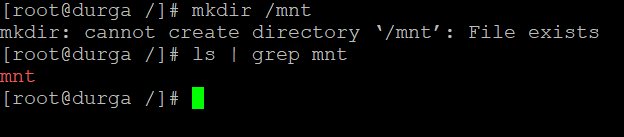 [root@durga /]# mkdir /mnt
mkdir: cannot create directory ‘/mnt’: File exists
[root@durga /]# ls | grep mnt
mnt
[root@durga /]#